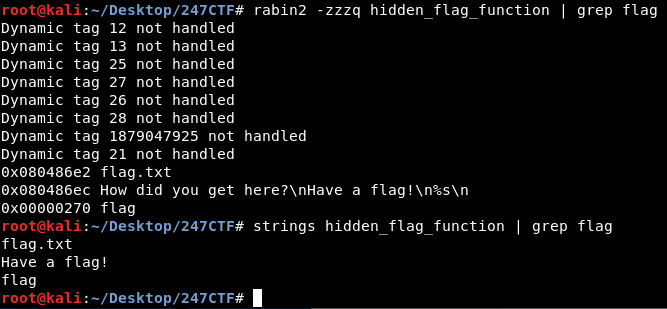 root@kali:~/Desktop/247CTF# rabin2 -zzzq hidden_flag_function | grep flag
Dynamic tag 12 not handled
Dynamic tag 13 not handled
Dynamic tag 25 not handled
Dynamic tag 27 not handled
Dynamic tag 26 not handled
Dynamic tag 28 not handled
Dynamic tag 1879047925 not handled
Dynamic tag 21 not handled
0x080486e2 flag.txt
0x080486ec How did you get here?\nHave a flag!\n%s\n
0x00000270 flag
root@kali:~/Desktop/247CTF# strings hidden_flag_function | grep flag
flag.txt
Have a flag!
flag
root@kali:~/Desktop/247CTF#